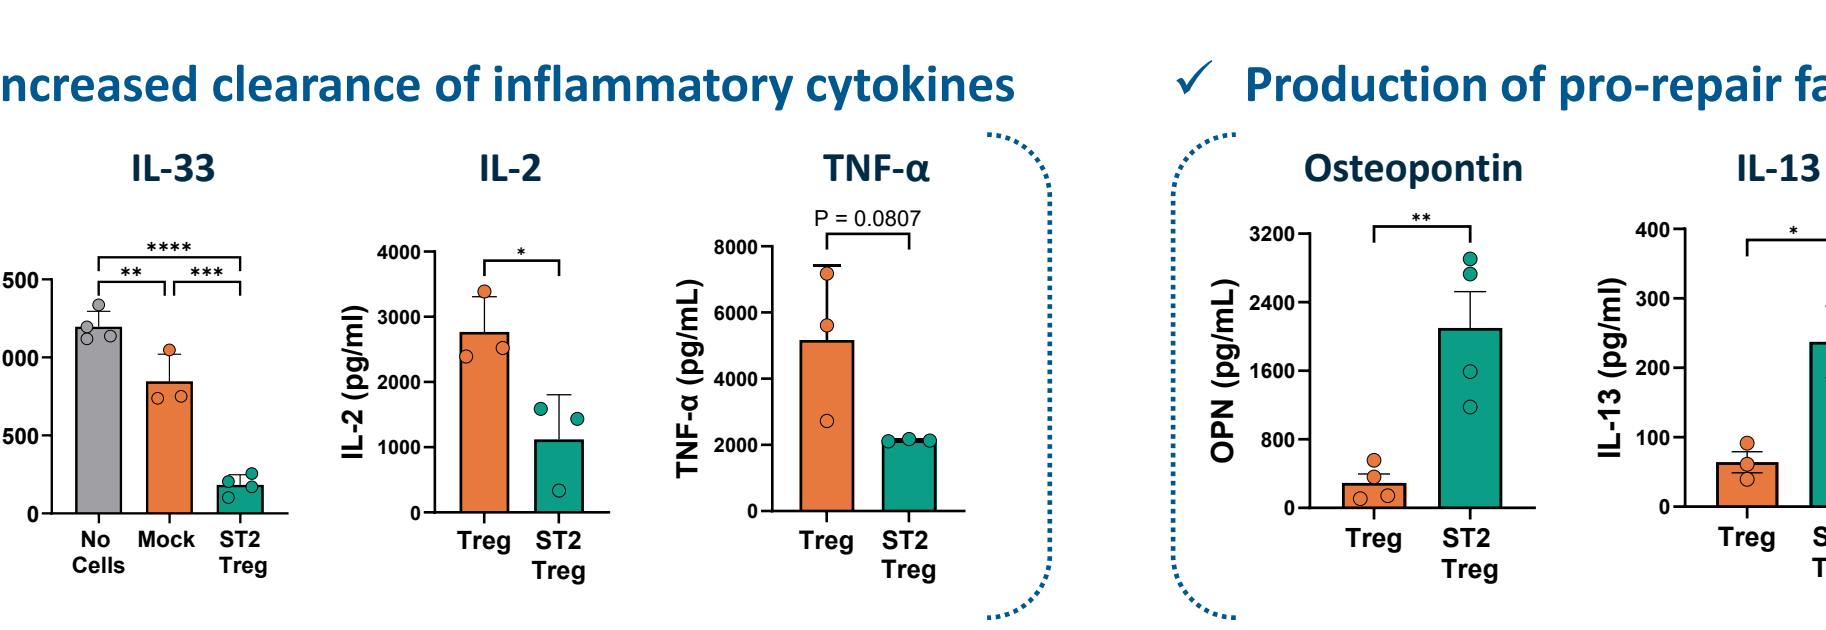 ncreased clearance of inflammatory cytokines
✓ Production of pro-repair fa
IL-33
IL-2
TNF-α
Osteopontin
IL-13
****
**
***
500
000
500
0
No Cells
Mock
ST2 Treg
IL-2 (pg/ml)
4000
3000
2000
1000
0
*
Treg
ST2 Treg
TNF-α (pg/mL)
8000
6000
4000
2000
0
P = 0.0807
Treg
ST2 Treg
OPN (pg/mL)
3200
2400
1600
800
0
**
Treg
ST2 Treg
IL-13 (pg/ml)
400
300
200
100
0
*
Treg
S
T